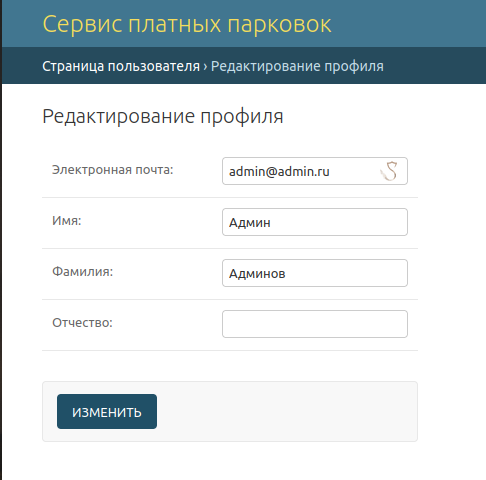 Сервис платных парковок
Страница пользователя › Редактирование профиля
Редактирование профиля
Электронная почта: admin@admin.ru
Имя: Админ
Фамилия: Админов
Отчество:
ИЗМЕНИТЬ